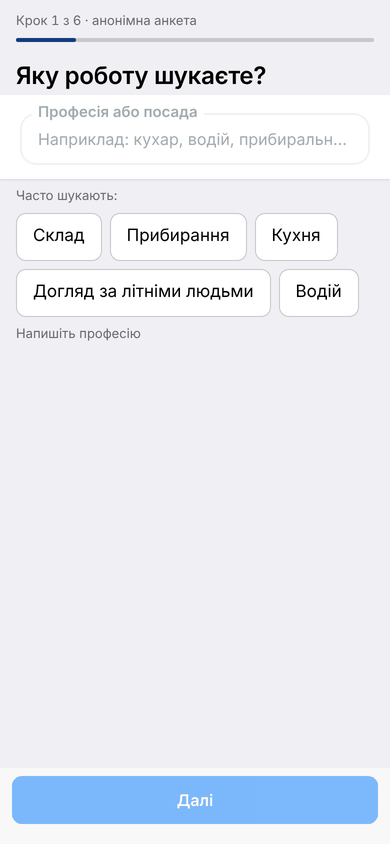 Крок 1 з 6 · анонімна анкета
Яку роботу шукаєте?
Професія або посада
Наприклад: кухар, водій, прибиральн...
Часто шукають:
Склад
Прибирання
Кухня
Догляд за літніми людьми
Водій
Напишіть професію
Далі